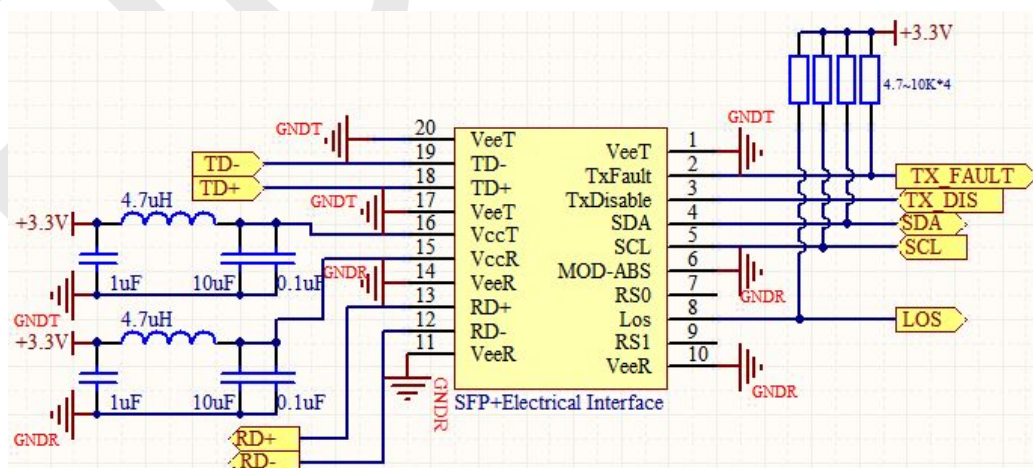 +3.3V
4.7~10K*4
GNDT
20 VeeT
VeeT 1
GNDT
TD- 19 TD-
TxFault 2 TX_FAULT
TD+ 18 TD+
TxDisable 3 TX_DIS
4.7uH
GNDT 17 VeeT
SDA 4 SDA
+3.3V
16 VccT
SCL 5 SCL
15 VccR
MOD-ABS 6
1uF 10uF 0.1uF
GNDR 14 VeeR
RS0 7
GNDR
GNDT
4.7uH
13 RD+
Los 8 LOS
+3.3V
12 RD-
RS1 9
11 VeeR
VeeR 10
GNDR
1uF 10uF 0.1uF
GNDR
SFP+Electrical Interface
GNDR
RD+
RD-